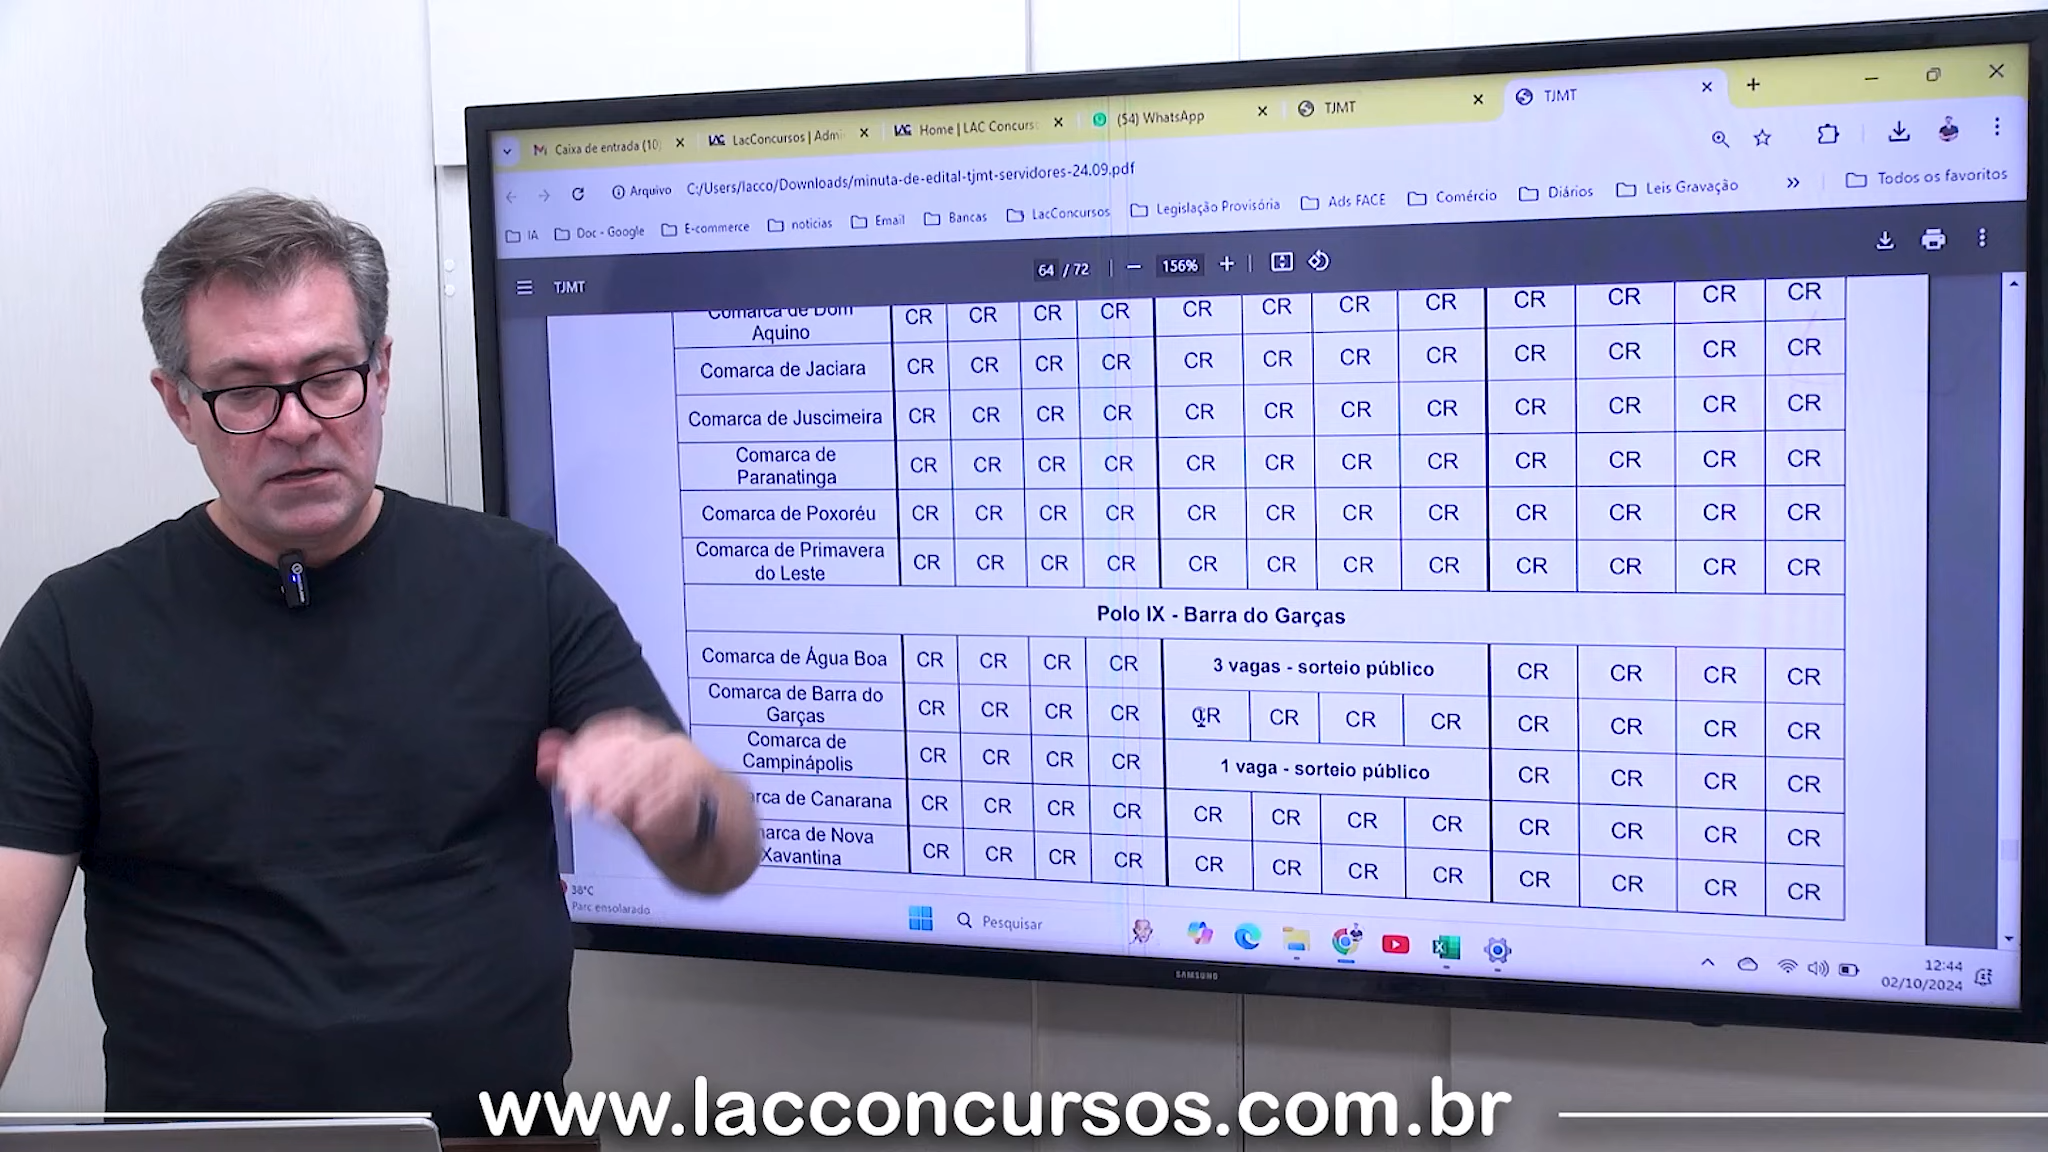 Caixa de entrada (10)
LacConcursos | Admi
Home | LAC Concurs
(54) WhatsApp
TJMT
TJMT
Arquivo C:/Users/lacco/Downloads/minuta-de-edital-tjmt-servidores-24.09.pdf
IA Doc - Google E-commerce noticias Email Bancas LacConcursos Legislação Provisória Ads FACE Comércio Diários Leis Gravação » Todos os favoritos
TJMT 64 / 72 156%
Comarca de Dom
Aquino CR CR CR CR CR CR CR CR CR CR CR CR
Comarca de Jaciara CR CR CR CR CR CR CR CR CR CR CR CR
Comarca de Juscimeira CR CR CR CR CR CR CR CR CR CR CR CR
Comarca de
Paranatinga CR CR CR CR CR CR CR CR CR CR CR CR
Comarca de Poxoréu CR CR CR CR CR CR CR CR CR CR CR CR
Comarca de Primavera
do Leste CR CR CR CR CR CR CR CR CR CR CR CR
Polo IX - Barra do Garças
Comarca de Água Boa CR CR CR CR 3 vagas - sorteio público CR CR CR CR
Comarca de Barra do
Garças CR CR CR CR CR CR CR CR CR CR CR CR
Comarca de
Campinápolis CR CR CR CR 1 vaga - sorteio público CR CR CR CR
arca de Canarana CR CR CR CR CR CR CR CR CR CR CR CR
marca de Nova
Xavantina CR CR CR CR CR CR CR CR CR CR CR CR
38°C
Parc ensolarado
Pesquisar
12:44
02/10/2024
SAMSUNG
www.lacconcursos.com.br